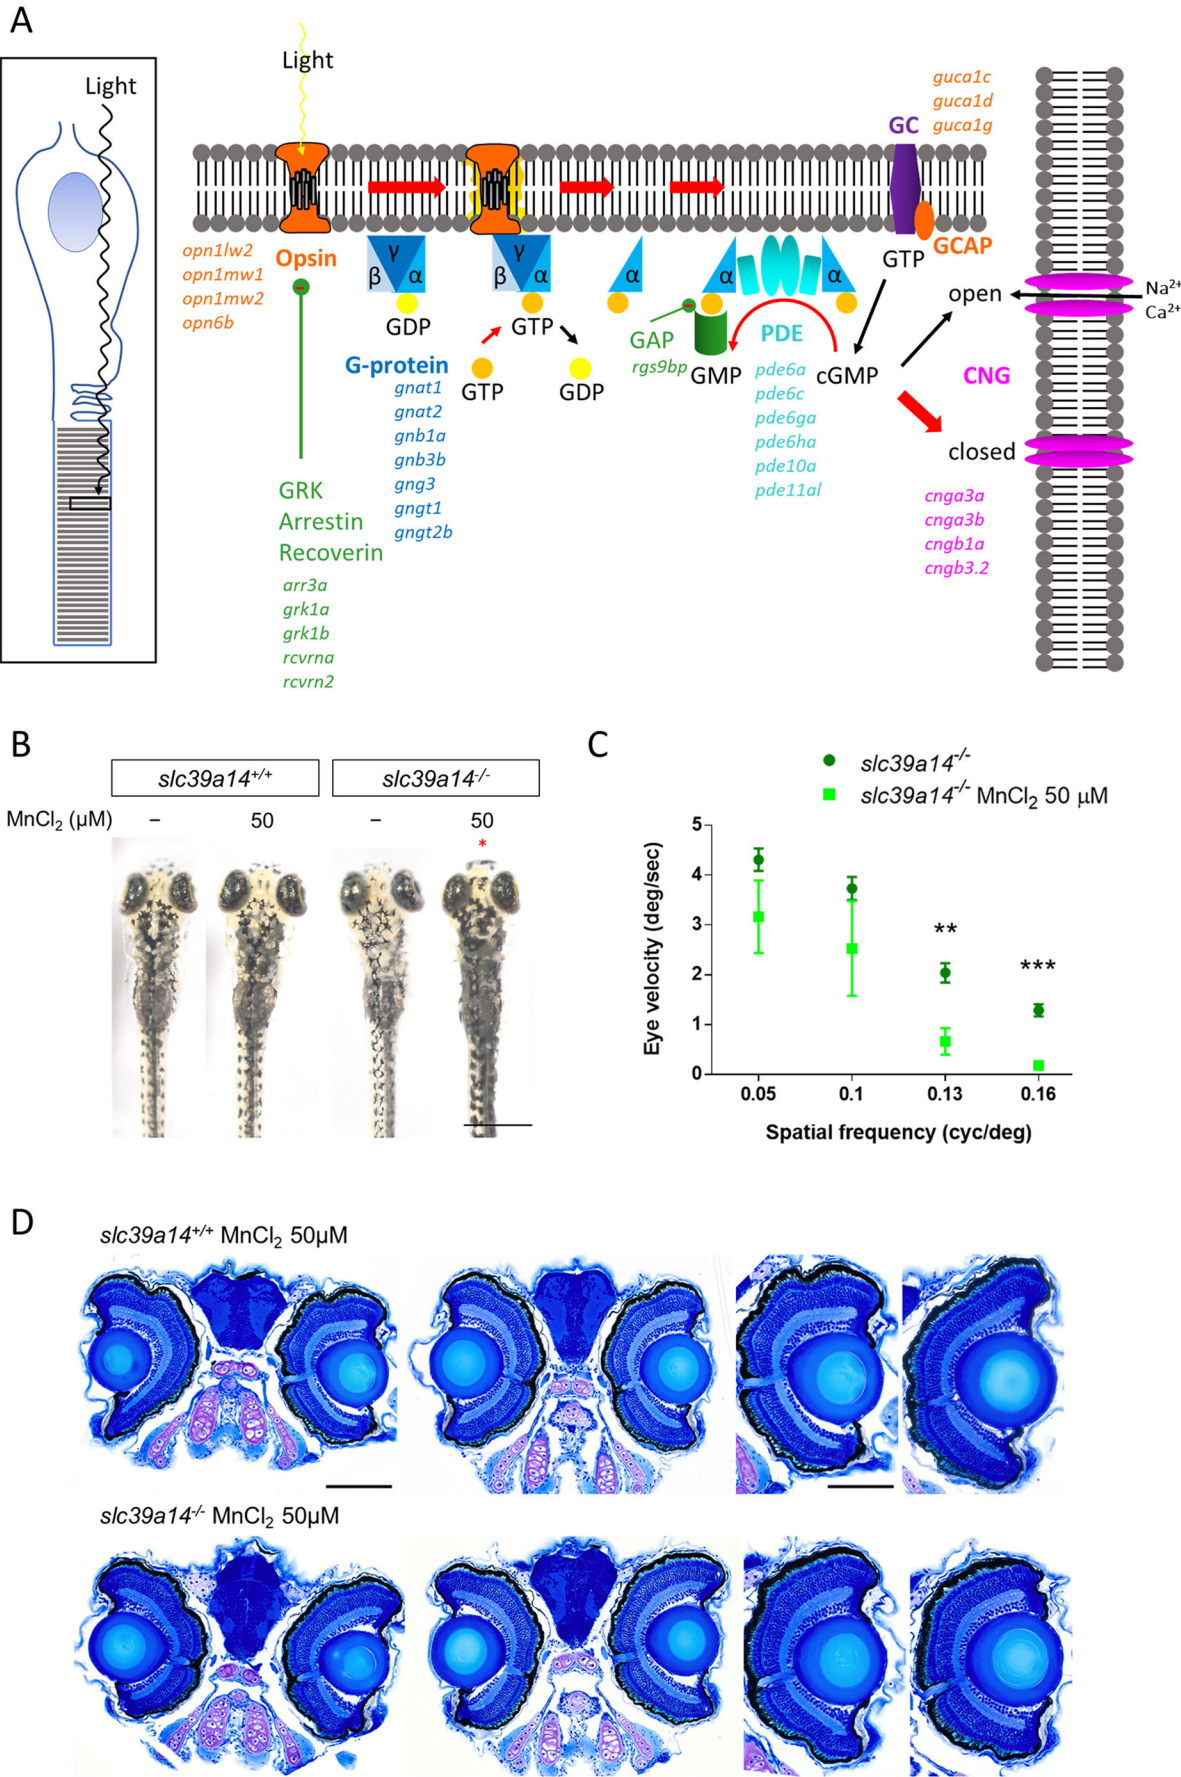 A
Light
Light
guca1c
guca1d
guca1g
GC
GCAP
opn1lw2
opn1mw1
opn1mw2
opn6b
Opsin
−
γ
β
α
GDP
γ
β
α
GTP
GTP
GDP
α
α
α
G-protein
gnat1
gnat2
gnb1a
gnb3b
gng3
gngt1
gngt2b
−
GAP
rgs9bp
GMP
PDE
pde6a
pde6c
pde6ga
pde6ha
pde10a
pde11al
GTP
cGMP
open
Na²⁺
Ca²⁺
CNG
closed
cnga3a
cnga3b
cngb1a
cngb3.2
GRK
Arrestin
Recoverin
arr3a
grk1a
grk1b
rcvrna
rcvrn2
B
slc39a14⁺/⁺ slc39a14⁻/⁻
MnCl₂ (µM) – 50 – 50
*
C
slc39a14⁻/⁻
slc39a14⁻/⁻ MnCl₂ 50 µM
Eye velocity (deg/sec)
5
4
3
2
1
0
**
***
0.05 0.1 0.13 0.16
Spatial frequency (cyc/deg)
D
slc39a14⁺/⁺ MnCl₂ 50µM
slc39a14⁻/⁻ MnCl₂ 50µM